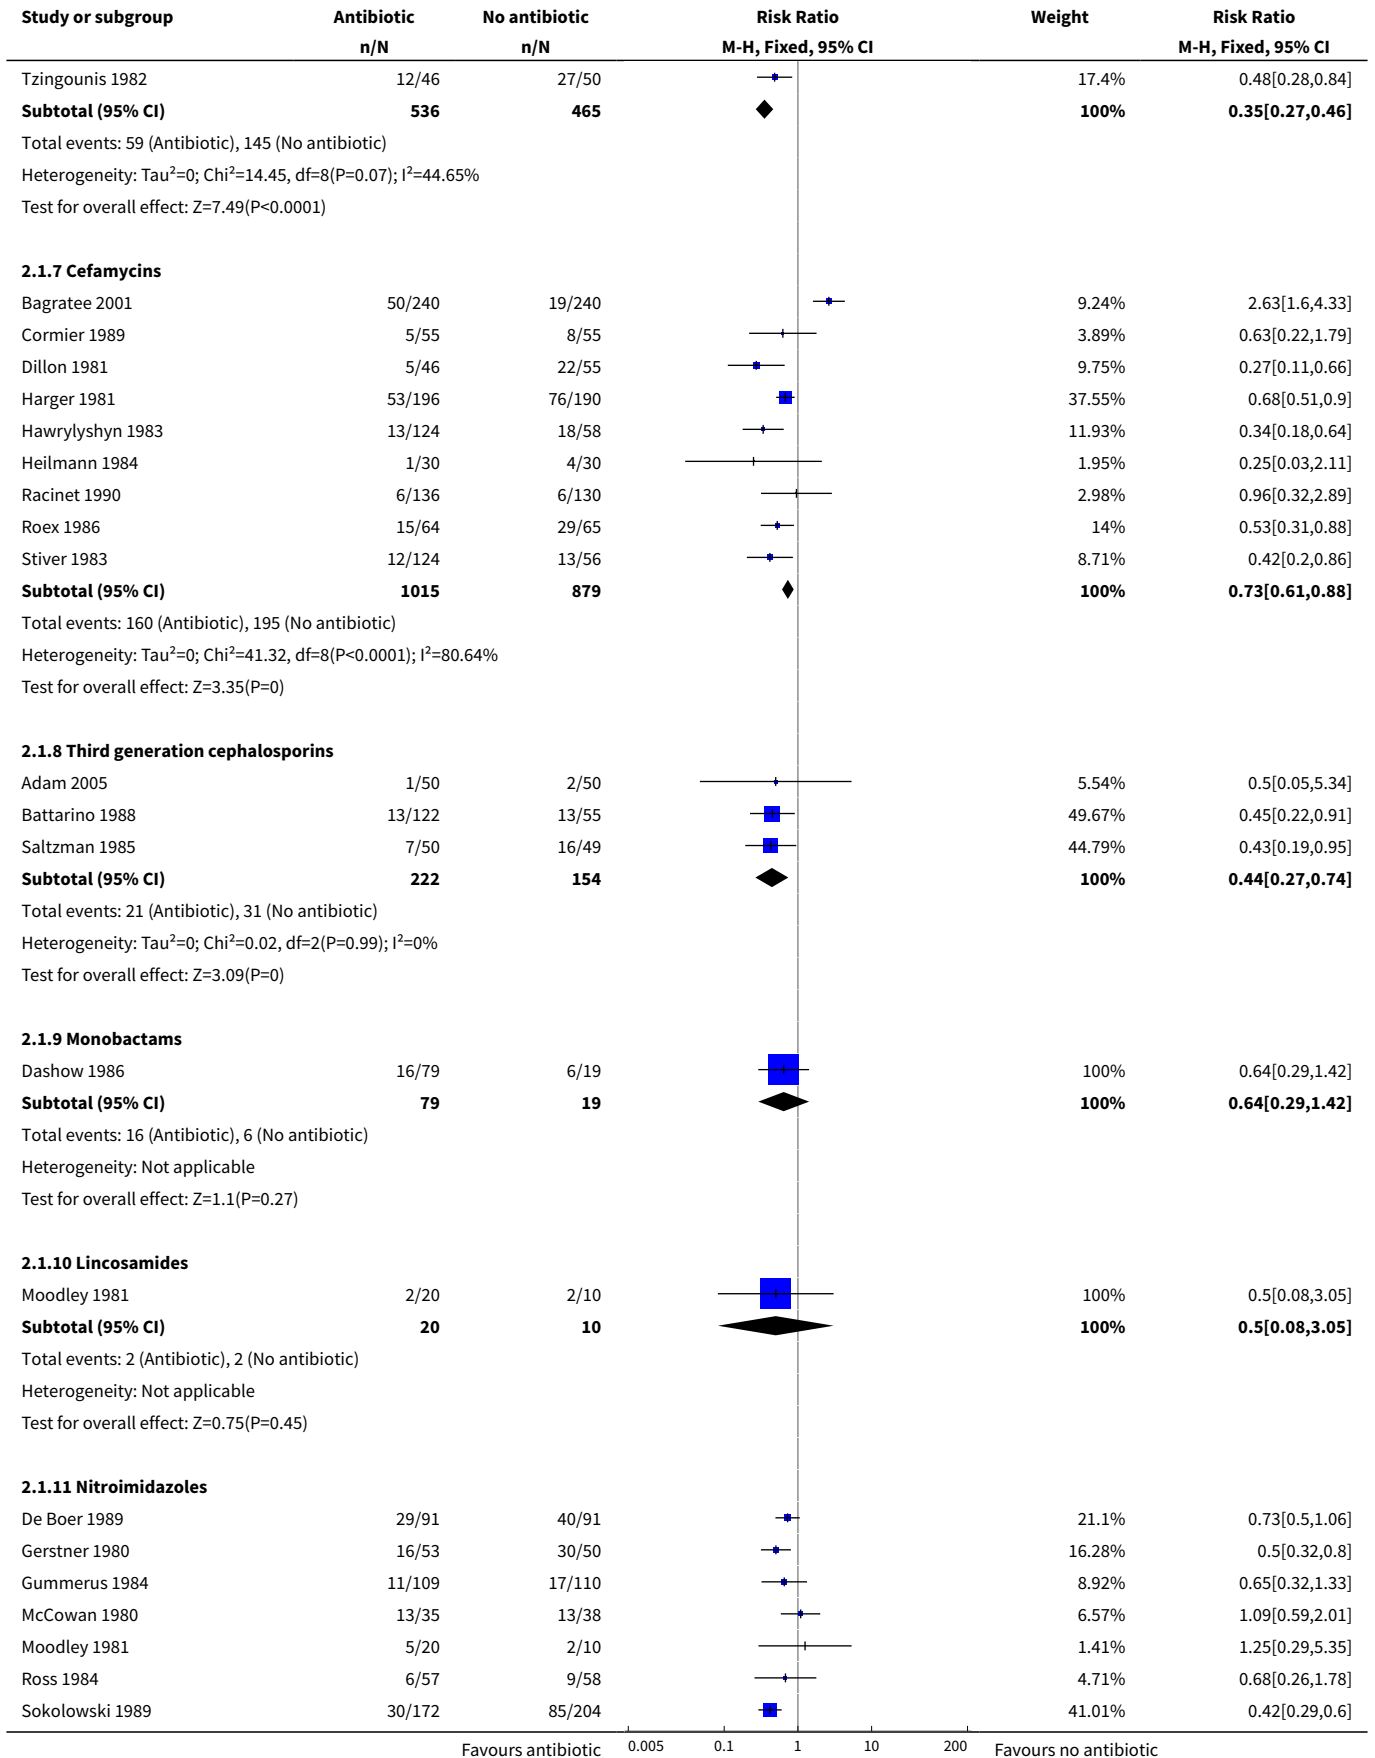 Study or subgroup Antibiotic No antibiotic Risk Ratio Weight Risk Ratio
n/N n/N M-H, Fixed, 95% CI M-H, Fixed, 95% CI
Tzingounis 1982 12/46 27/50 17.4% 0.48[0.28,0.84]
Subtotal (95% CI) 536 465 100% 0.35[0.27,0.46]
Total events: 59 (Antibiotic), 145 (No antibiotic)
Heterogeneity: Tau²=0; Chi²=14.45, df=8(P=0.07); I²=44.65%
Test for overall effect: Z=7.49(P<0.0001)
2.1.7 Cefamycins
Bagratee 2001 50/240 19/240 9.24% 2.63[1.6,4.33]
Cormier 1989 5/55 8/55 3.89% 0.63[0.22,1.79]
Dillon 1981 5/46 22/55 9.75% 0.27[0.11,0.66]
Harger 1981 53/196 76/190 37.55% 0.68[0.51,0.9]
Hawrylyshyn 1983 13/124 18/58 11.93% 0.34[0.18,0.64]
Heilmann 1984 1/30 4/30 1.95% 0.25[0.03,2.11]
Racinet 1990 6/136 6/130 2.98% 0.96[0.32,2.89]
Roex 1986 15/64 29/65 14% 0.53[0.31,0.88]
Stiver 1983 12/124 13/56 8.71% 0.42[0.2,0.86]
Subtotal (95% CI) 1015 879 100% 0.73[0.61,0.88]
Total events: 160 (Antibiotic), 195 (No antibiotic)
Heterogeneity: Tau²=0; Chi²=41.32, df=8(P<0.0001); I²=80.64%
Test for overall effect: Z=3.35(P=0)
2.1.8 Third generation cephalosporins
Adam 2005 1/50 2/50 5.54% 0.5[0.05,5.34]
Battarino 1988 13/122 13/55 49.67% 0.45[0.22,0.91]
Saltzman 1985 7/50 16/49 44.79% 0.43[0.19,0.95]
Subtotal (95% CI) 222 154 100% 0.44[0.27,0.74]
Total events: 21 (Antibiotic), 31 (No antibiotic)
Heterogeneity: Tau²=0; Chi²=0.02, df=2(P=0.99); I²=0%
Test for overall effect: Z=3.09(P=0)
2.1.9 Monobactams
Dashow 1986 16/79 6/19 100% 0.64[0.29,1.42]
Subtotal (95% CI) 79 19 100% 0.64[0.29,1.42]
Total events: 16 (Antibiotic), 6 (No antibiotic)
Heterogeneity: Not applicable
Test for overall effect: Z=1.1(P=0.27)
2.1.10 Lincosamides
Moodley 1981 2/20 2/10 100% 0.5[0.08,3.05]
Subtotal (95% CI) 20 10 100% 0.5[0.08,3.05]
Total events: 2 (Antibiotic), 2 (No antibiotic)
Heterogeneity: Not applicable
Test for overall effect: Z=0.75(P=0.45)
2.1.11 Nitroimidazoles
De Boer 1989 29/91 40/91 21.1% 0.73[0.5,1.06]
Gerstner 1980 16/53 30/50 16.28% 0.5[0.32,0.8]
Gummerus 1984 11/109 17/110 8.92% 0.65[0.32,1.33]
McCowan 1980 13/35 13/38 6.57% 1.09[0.59,2.01]
Moodley 1981 5/20 2/10 1.41% 1.25[0.29,5.35]
Ross 1984 6/57 9/58 4.71% 0.68[0.26,1.78]
Sokolowski 1989 30/172 85/204 41.01% 0.42[0.29,0.6]
Favours antibiotic 0.005 0.1 1 10 200 Favours no antibiotic